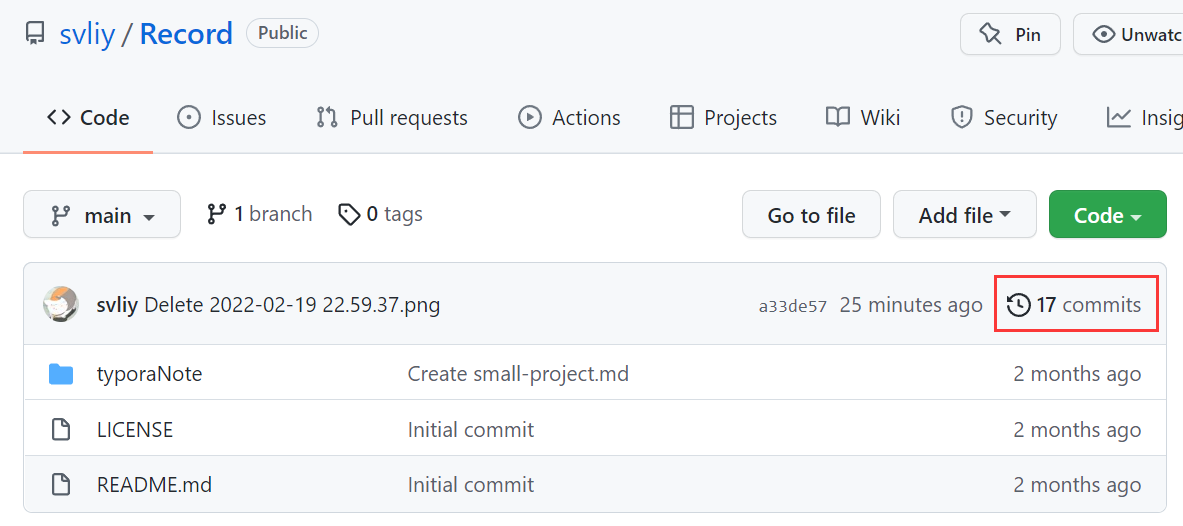 svliy / Record Public Pin Unwatc
Code Issues Pull requests Actions Projects Wiki Security Insig
main 1 branch 0 tags Go to file Add file Code
svliy Delete 2022-02-19 22.59.37.png a33de57 25 minutes ago 17 commits
typoraNote Create small-project.md 2 months ago
LICENSE Initial commit 2 months ago
README.md Initial commit 2 months ago